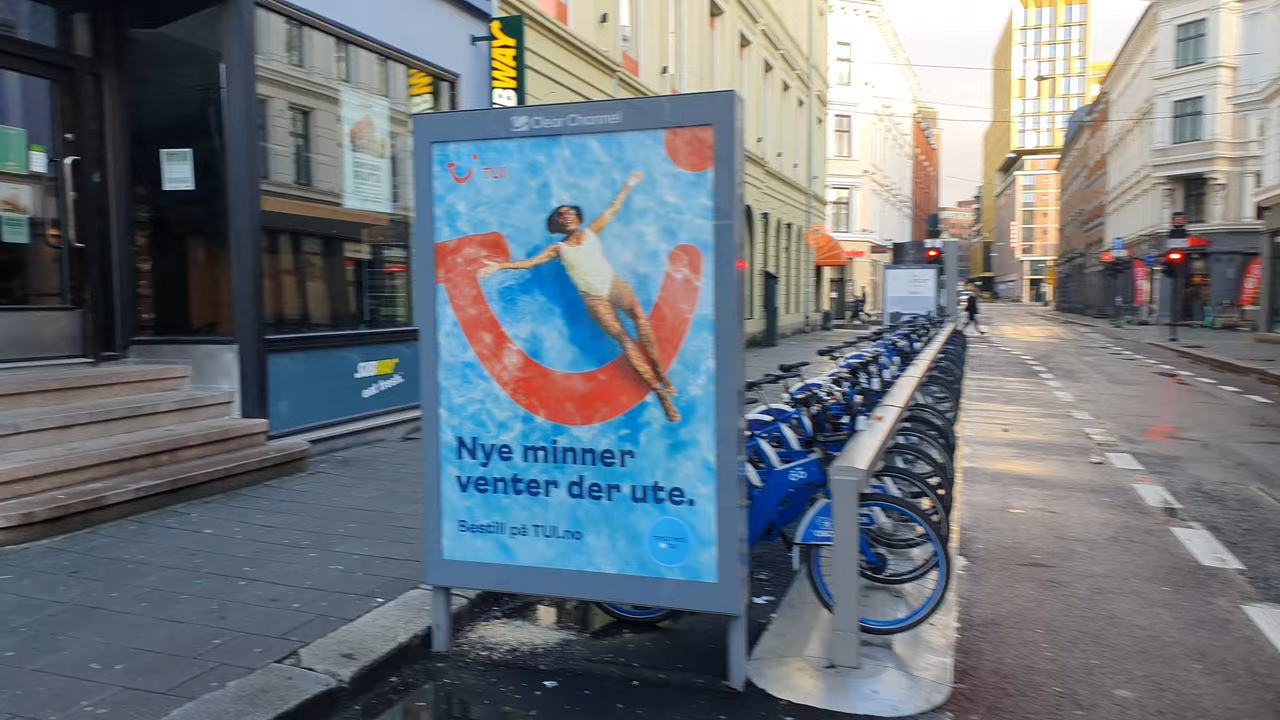 SUBWAY
Clear Channel
TUI
Nye minner
venter der ute.
Bestill på TUI.no
SUBWAY
eat fresh.